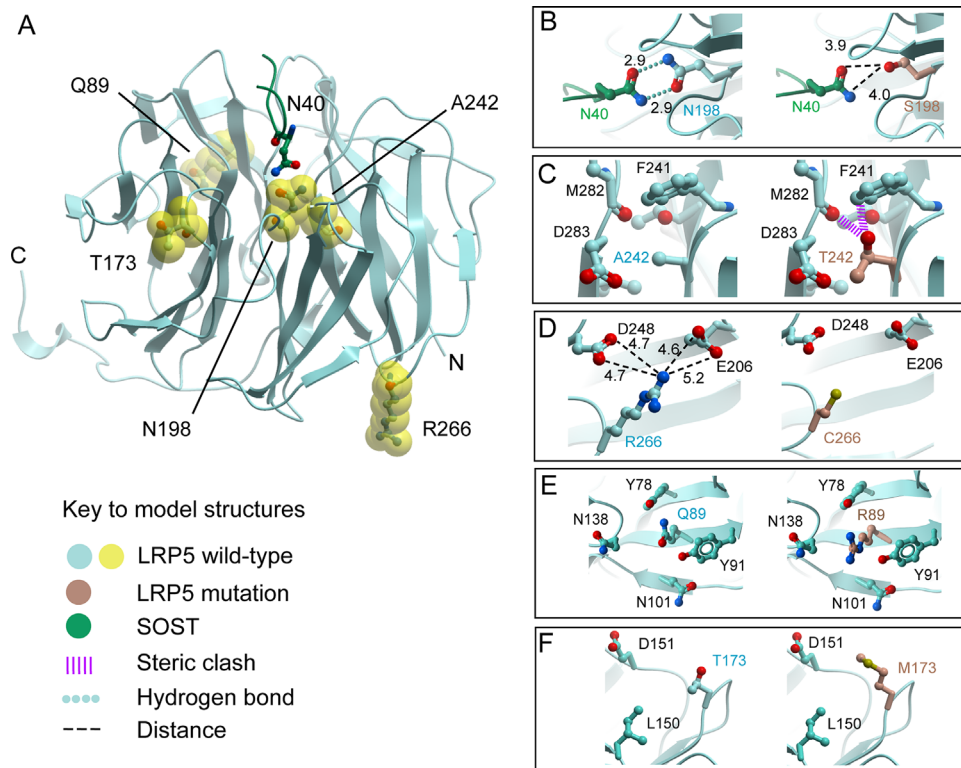 A
Q89
N40
A242
T173
C
N
N198
R266
Key to model structures
LRP5 wild-type
LRP5 mutation
SOST
Steric clash
Hydrogen bond
Distance
B
2.9
2.9
N40
N198
3.9
4.0
N40
S198
C
F241
M282
D283
A242
F241
M282
D283
T242
D
D248
4.7
4.6
4.7
5.2
E206
R266
D248
E206
C266
E
Y78
Q89
N138
Y91
N101
Y78
R89
N138
Y91
N101
F
D151
T173
L150
D151
M173
L150